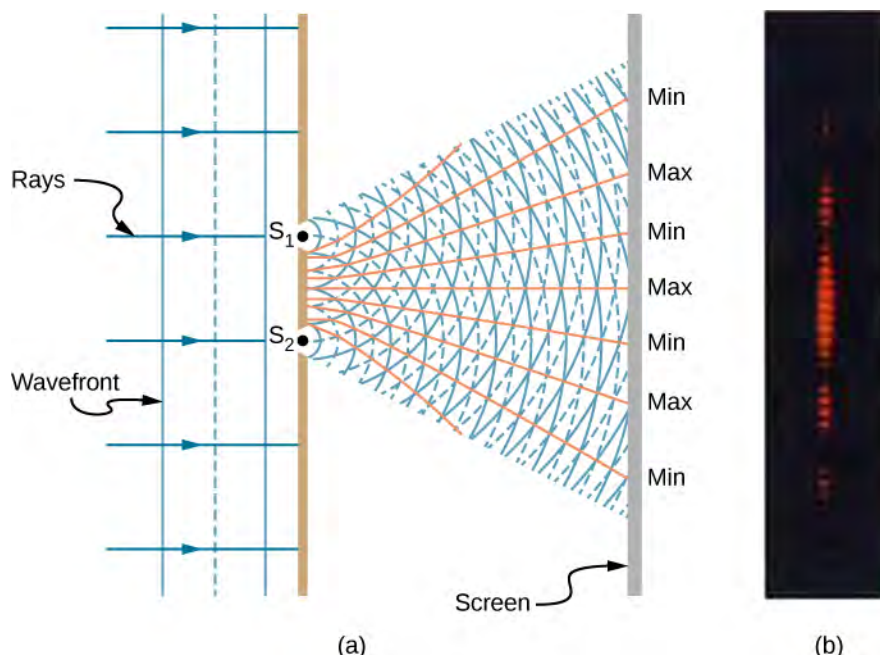 Rays
Wavefront
S1
S2
Min
Max
Min
Max
Min
Max
Min
Screen
(a)
(b)